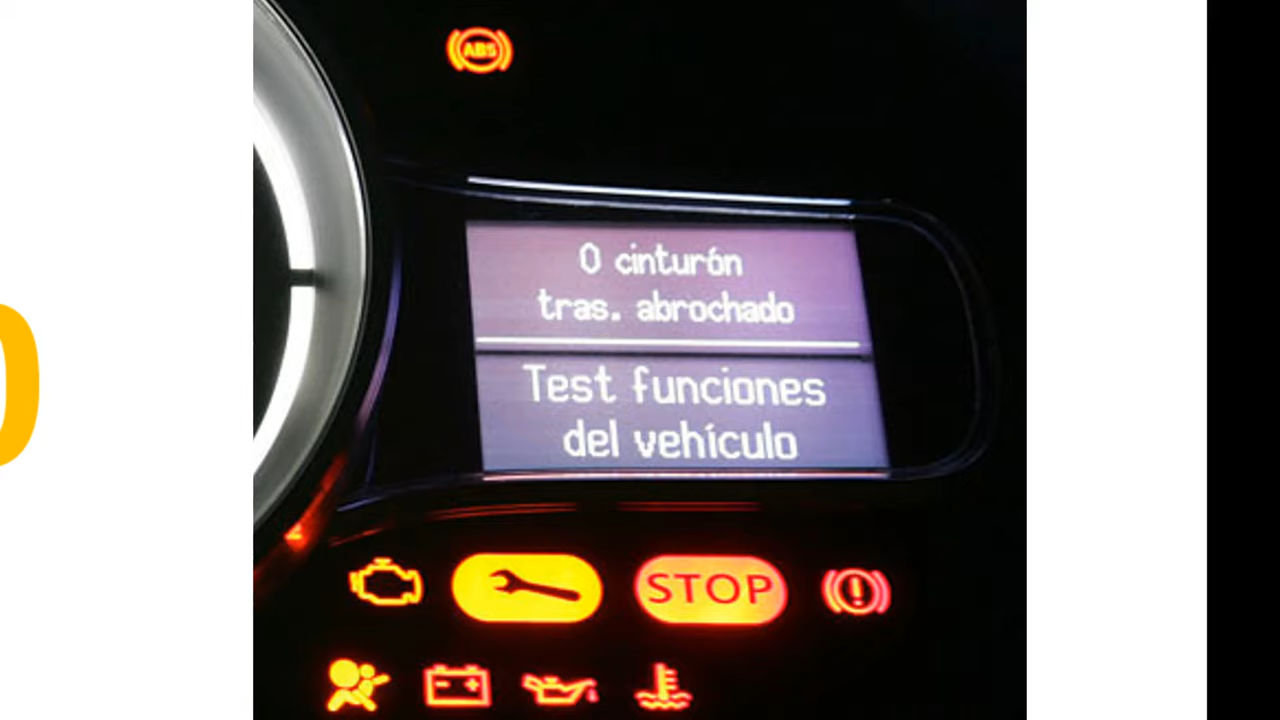 ABS
0 cinturón
tras. abrochado
Test funciones
del vehículo
STOP